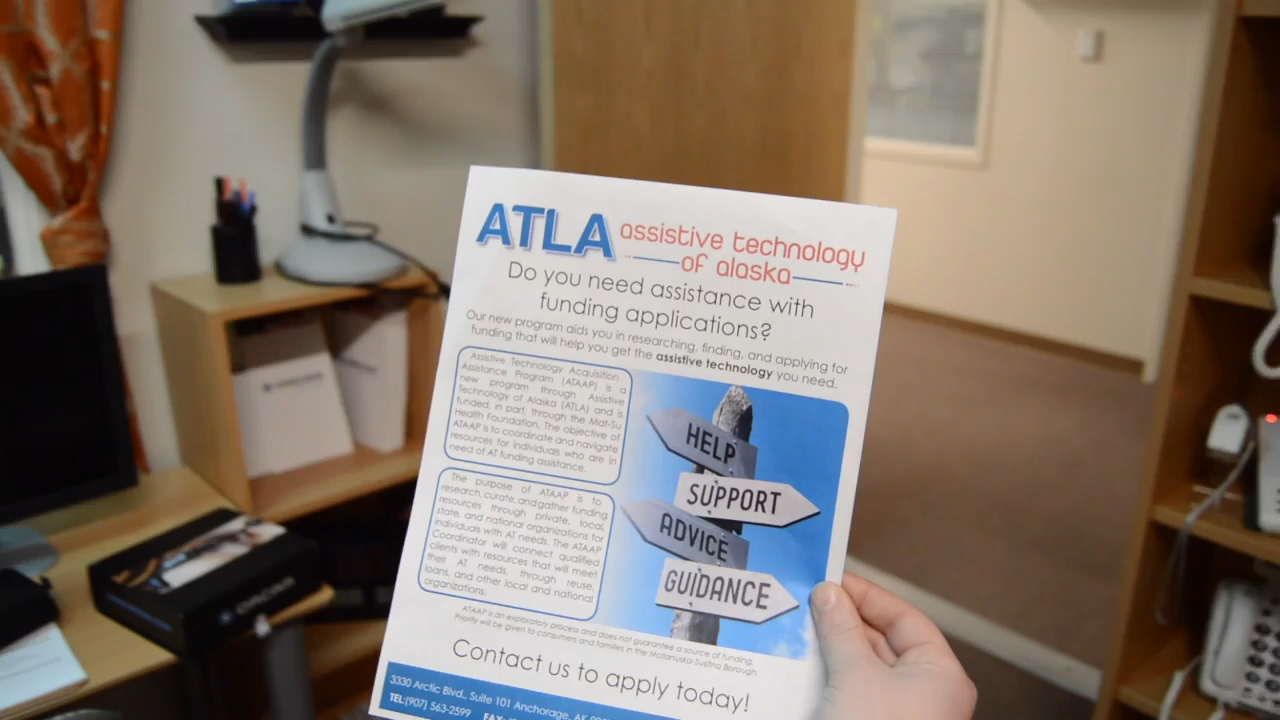 ATLA assistive technology
of alaska
Do you need assistance with
funding applications?
Our new program aids you in researching, finding, and applying for
funding that will help you get the assistive technology you need.
Assistive Technology Acquisition
Assistance Program (ATAAP) is a
new program through Assistive
Technology of Alaska (ATLA) and is
funded, in part, through the Mat-Su
Health Foundation. The objective of
ATAAP is to coordinate and navigate
resources for individuals who are in
need of AT funding assistance.
The purpose of ATAAP is to
research, curate, and gather funding
resources through private, local,
state, and national organizations for
individuals with AT needs. The ATAAP
Coordinator will connect qualified
clients with resources that will meet
their AT needs, through reuse,
loans, and other local and national
organizations.
HELP
SUPPORT
ADVICE
GUIDANCE
ATAAP is an exploratory process and does not guarantee a source of funding.
Priority will be given to consumers and families in the Matanuska-Susitna Borough.
Contact us to apply today!
3330 Arctic Blvd., Suite 101 Anchorage, AK
TEL:(907) 563-2599